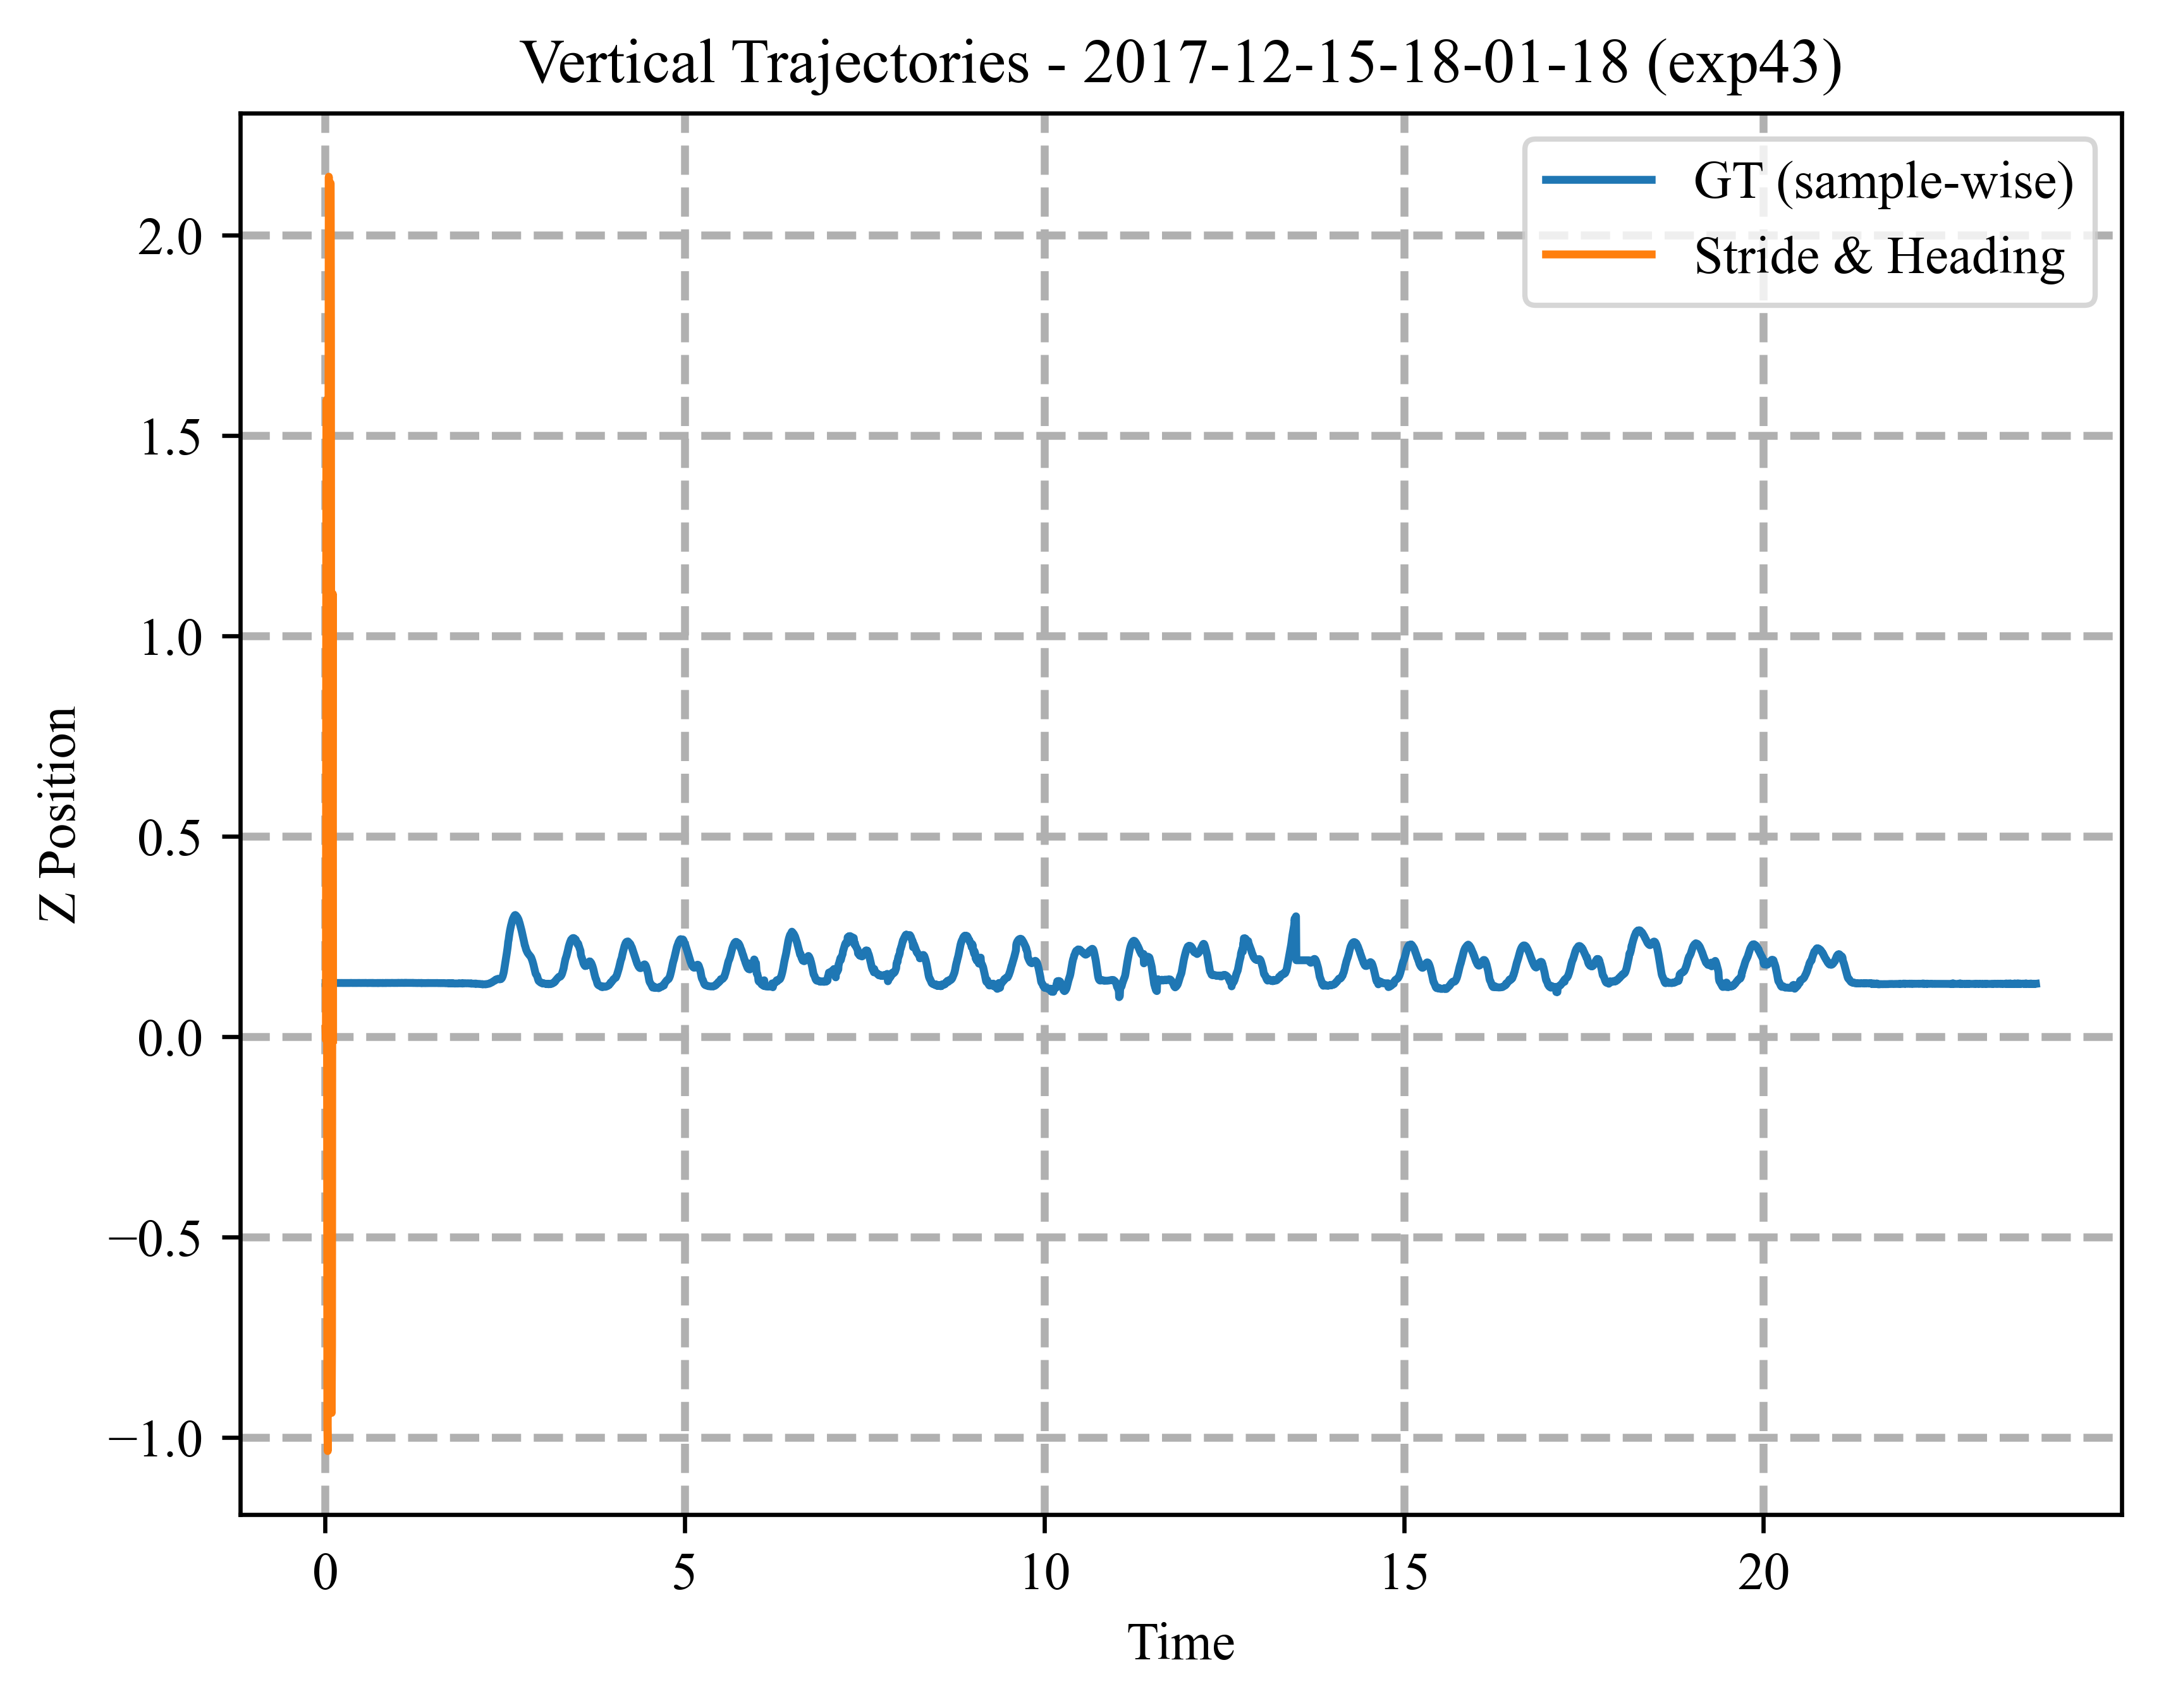 Vertical Trajectories - 2017-12-15-18-01-18 (exp43)
GT (sample-wise)
Stride & Heading
2.0
1.5
1.0
0.5
0.0
−0.5
−1.0
Z Position
0 5 10 15 20
Time